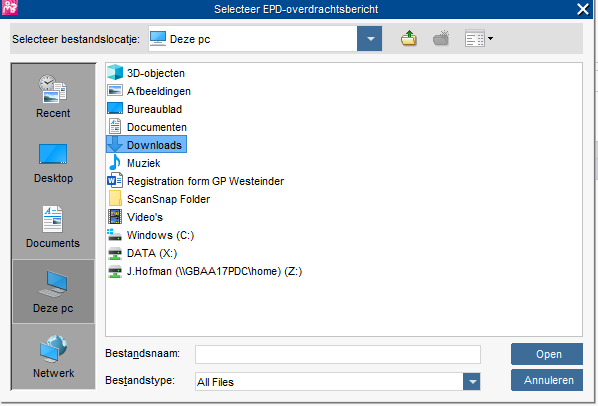 Selecteer EPD-overdrachtsbericht
Selecteer bestandslocatie: Deze pc
Recent
Desktop
Documents
Deze pc
Netwerk
3D-objecten
Afbeeldingen
Bureaublad
Documenten
Downloads
Muziek
Registration form GP Westeinder
ScanSnap Folder
Video's
Windows (C:)
DATA (X:)
J.Hofman (\\GBAA17PDC\home) (Z:)
Bestandsnaam: Open
Bestandstype: All Files Annuleren